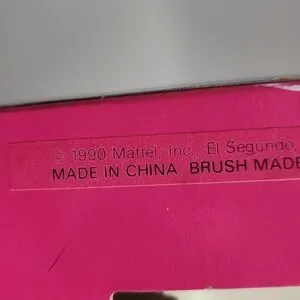 © 1990 Mattel, Inc., El Segundo,
MADE IN CHINA. BRUSH MADE